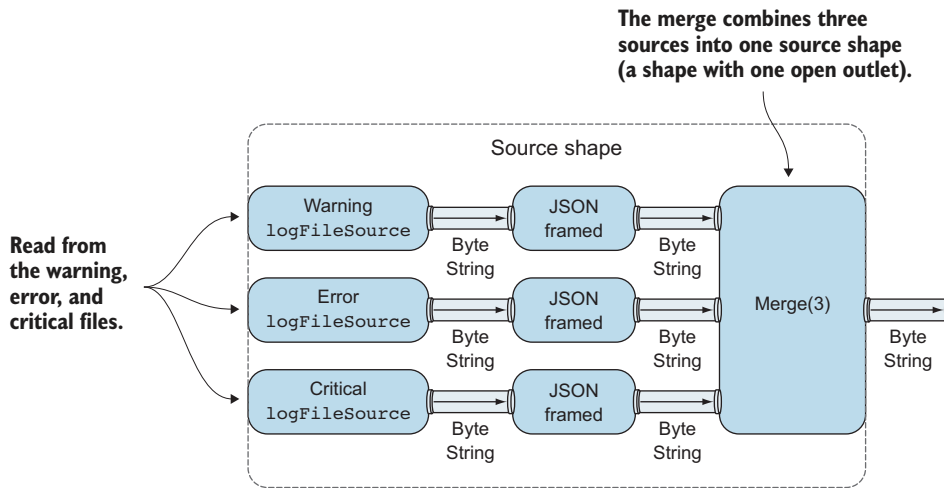 The merge combines three
sources into one source shape
(a shape with one open outlet).
Source shape
Warning
logFileSource
Byte
String
JSON
framed
Byte
String
Read from
the warning,
error, and
critical files.
Error
logFileSource
Byte
String
JSON
framed
Byte
String
Merge(3)
Byte
String
Critical
logFileSource
Byte
String
JSON
framed
Byte
String